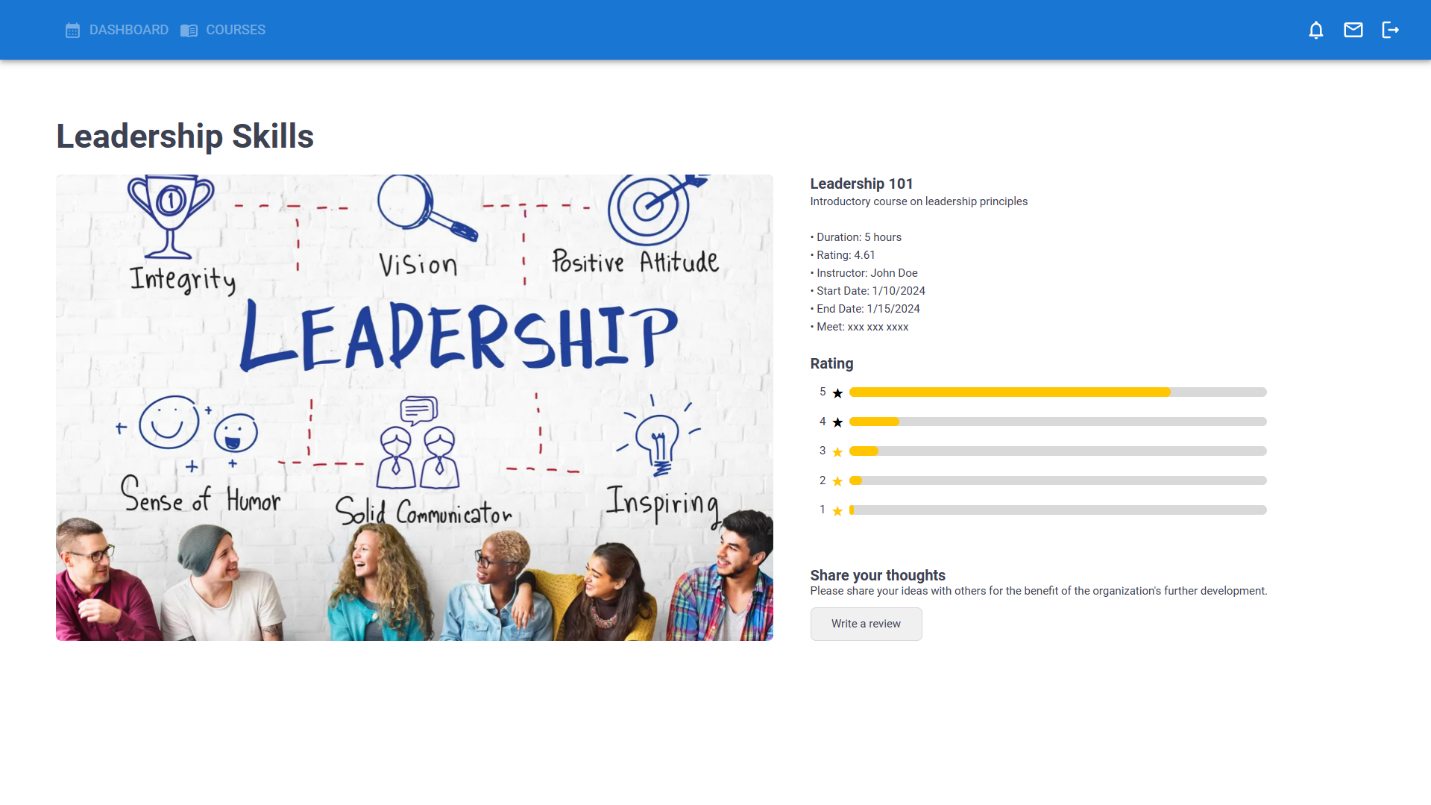 DASHBOARD COURSES
Leadership Skills
1
Integrity
Vision
Positive Attitude
LEADERSHIP
Sense of Humor
Solid Communicator
Inspiring
Leadership 101
Introductory course on leadership principles
• Duration: 5 hours
• Rating: 4.61
• Instructor: John Doe
• Start Date: 1/10/2024
• End Date: 1/15/2024
• Meet: xxx xxx xxxx
Rating
5
4
3
2
1
Share your thoughts
Please share your ideas with others for the benefit of the organization's further development.
Write a review